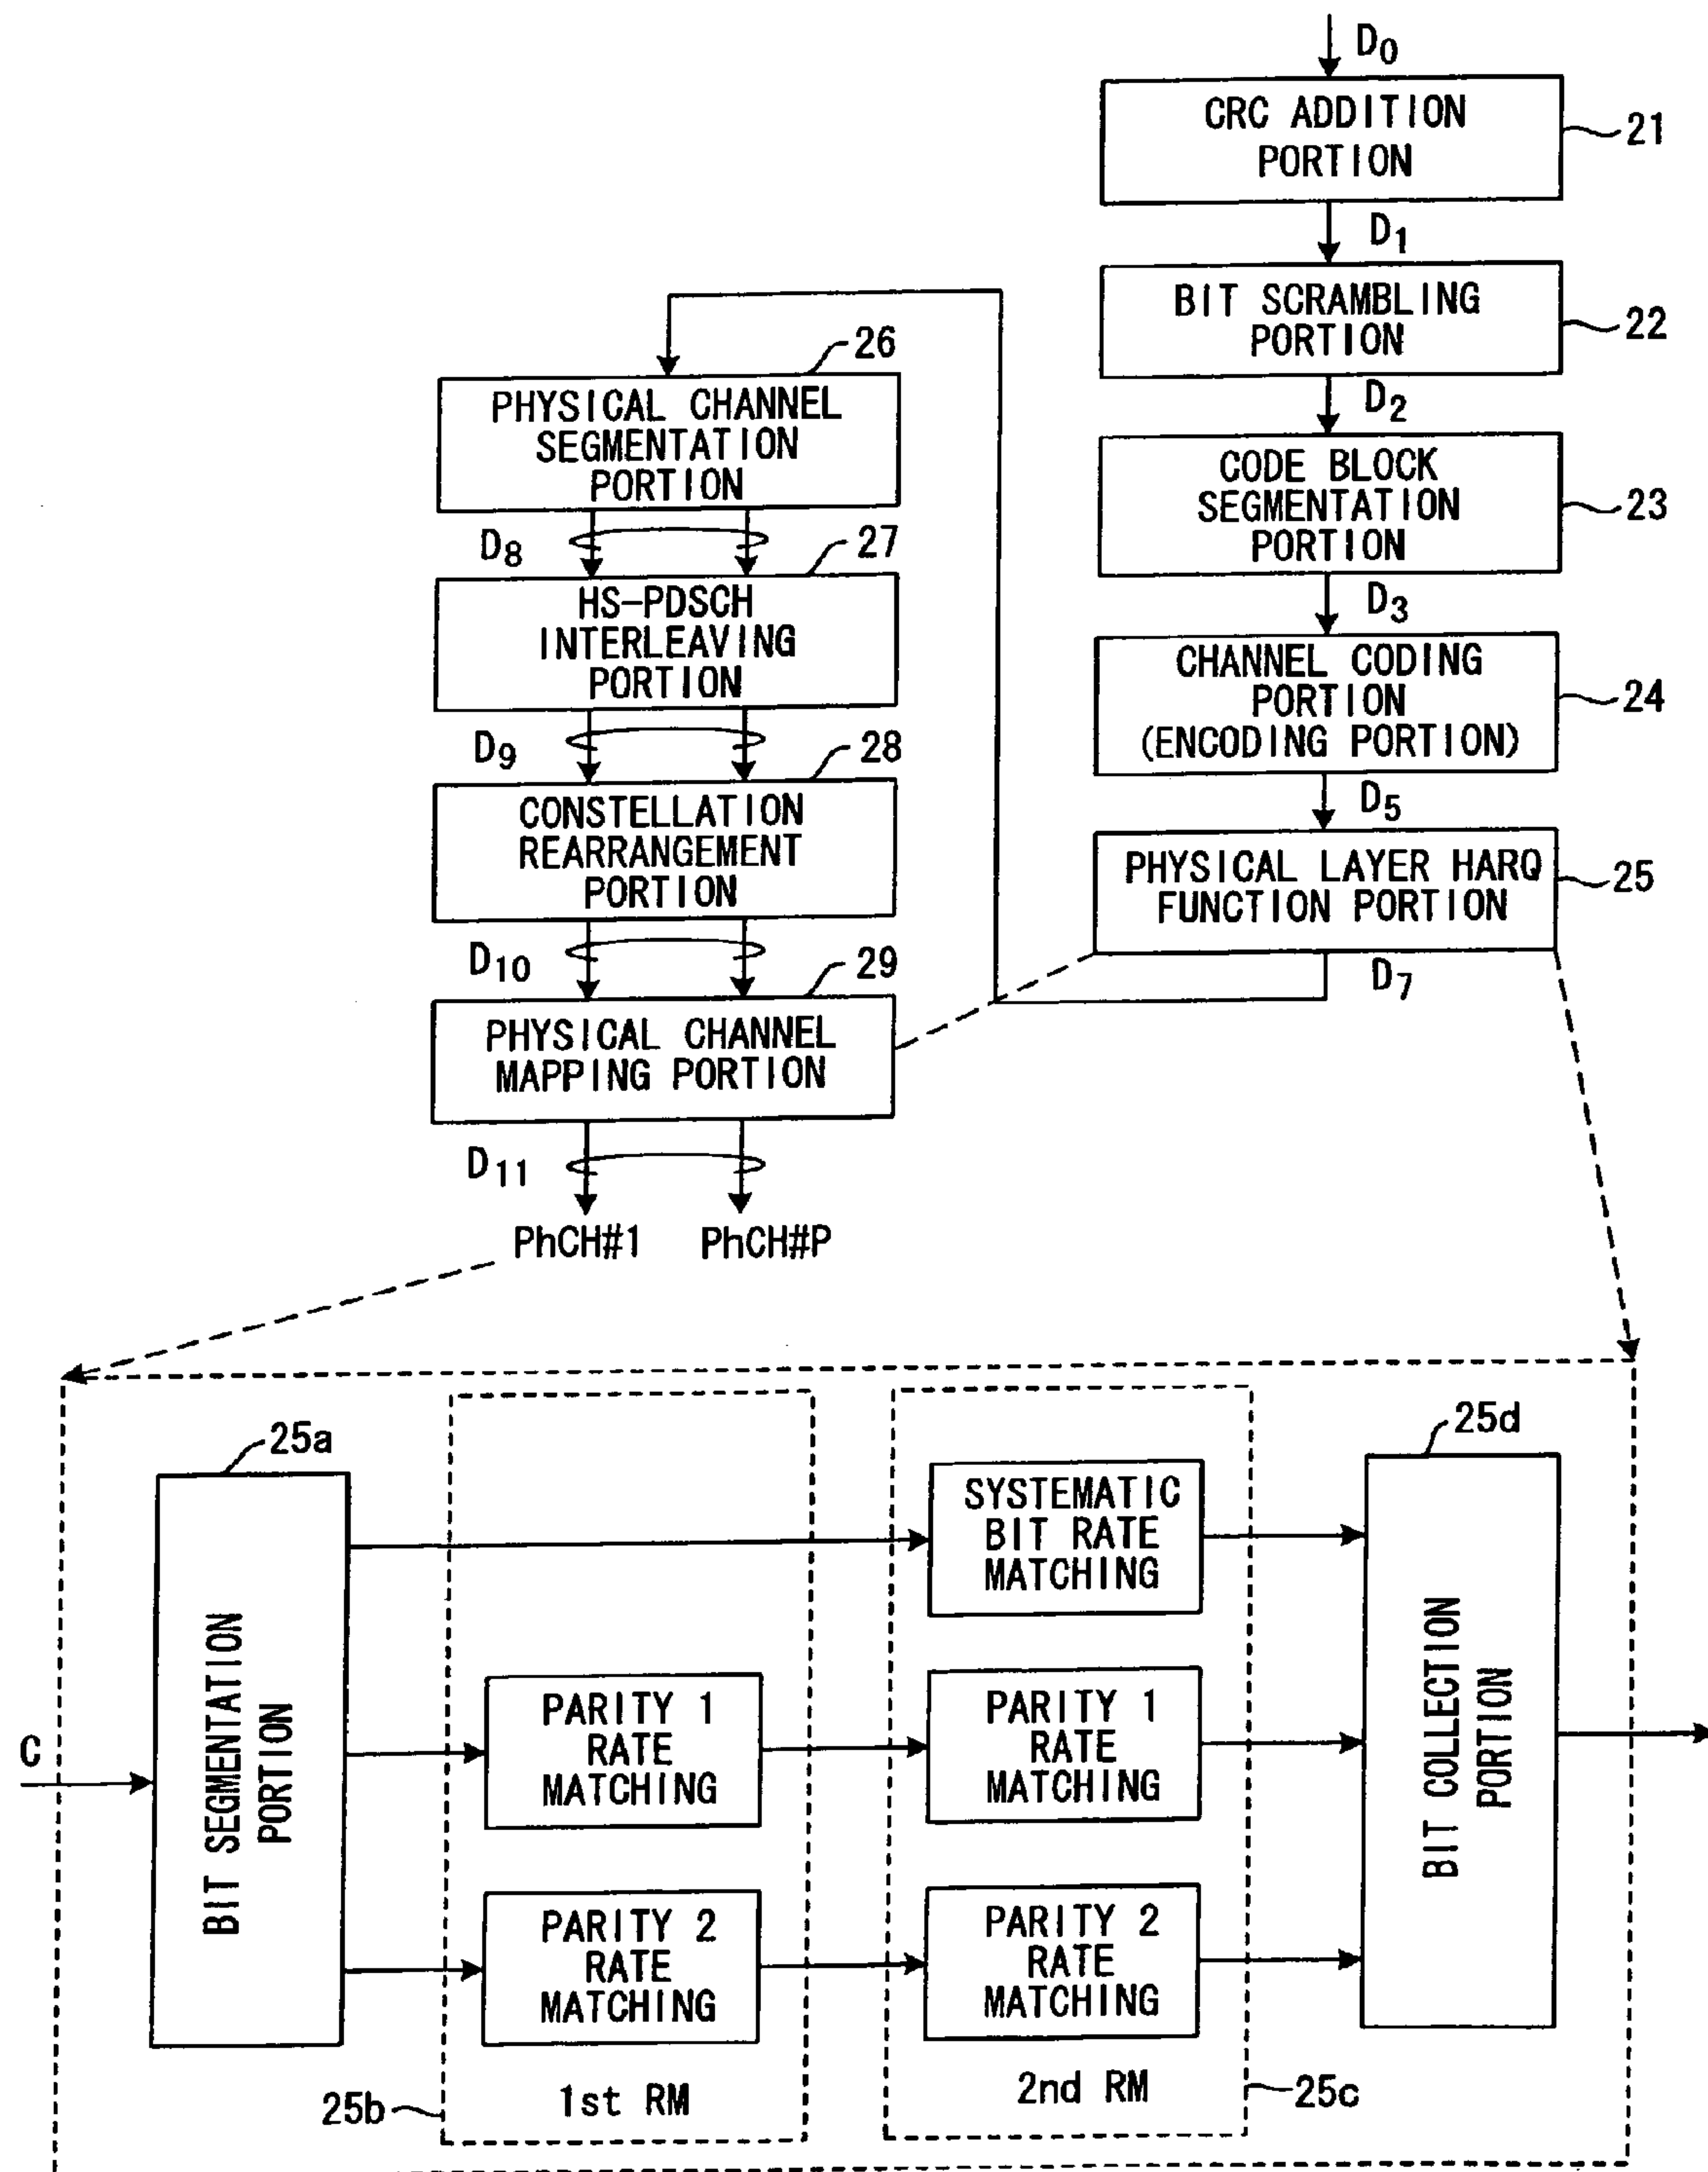 D0
CRC ADDITION
PORTION
21
D1
BIT SCRAMBLING
PORTION
22
D2
CODE BLOCK
SEGMENTATION
PORTION
23
D3
CHANNEL CODING
PORTION
(ENCODING PORTION)
24
D5
PHYSICAL LAYER HARQ
FUNCTION PORTION
25
D7
26
PHYSICAL CHANNEL
SEGMENTATION
PORTION
D8
27
HS-PDSCH
INTERLEAVING
PORTION
D9
28
CONSTELLATION
REARRANGEMENT
PORTION
D10
29
PHYSICAL CHANNEL
MAPPING PORTION
D11
PhCH#1
PhCH#P
25a
25d
C
BIT SEGMENTATION
PORTION
SYSTEMATIC
BIT RATE
MATCHING
PARITY 1
RATE
MATCHING
PARITY 1
RATE
MATCHING
PARITY 2
RATE
MATCHING
PARITY 2
RATE
MATCHING
BIT COLLECTION
PORTION
25b
1st RM
2nd RM
25c